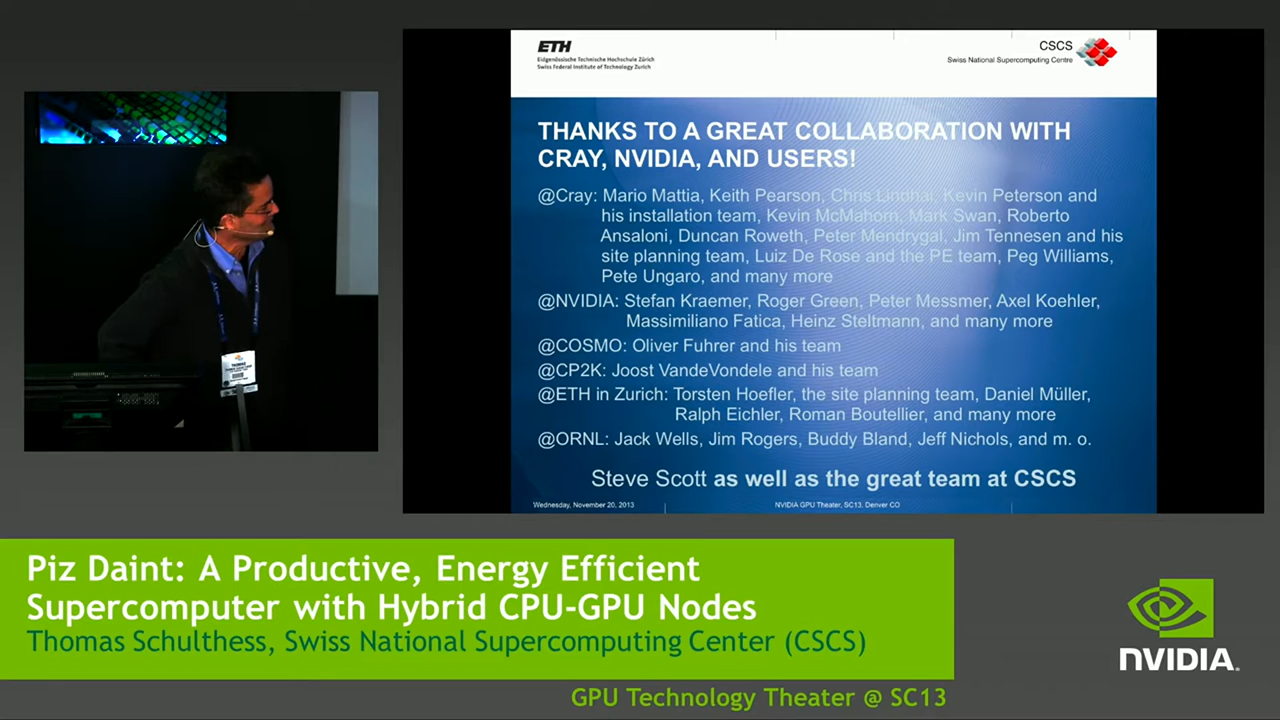 ETH
Eidgenössische Technische Hochschule Zürich
Swiss Federal Institute of Technology Zurich
CSCS
Swiss National Supercomputing Centre
THANKS TO A GREAT COLLABORATION WITH
CRAY, NVIDIA, AND USERS!
@Cray: Mario Mattia, Keith Pearson, Chris Lindhal, Kevin Peterson and
his installation team, Kevin McMahorn, Mark Swan, Roberto
Ansaloni, Duncan Roweth, Peter Mendrygal, Jim Tennesen and his
site planning team, Luiz De Rose and the PE team, Peg Williams,
Pete Ungaro, and many more
@NVIDIA: Stefan Kraemer, Roger Green, Peter Messmer, Axel Koehler,
Massimiliano Fatica, Heinz Steltmann, and many more
@COSMO: Oliver Fuhrer and his team
@CP2K: Joost VandeVondele and his team
@ETH in Zurich: Torsten Hoefler, the site planning team, Daniel Müller,
Ralph Eichler, Roman Boutellier, and many more
@ORNL: Jack Wells, Jim Rogers, Buddy Bland, Jeff Nichols, and m. o.
Steve Scott as well as the great team at CSCS
Wednesday, November 20, 2013
NVIDIA GPU Theater, SC13, Denver CO
THOMAS
Piz Daint: A Productive, Energy Efficient
Supercomputer with Hybrid CPU-GPU Nodes
Thomas Schulthess, Swiss National Supercomputing Center (CSCS)
NVIDIA.
GPU Technology Theater @ SC13